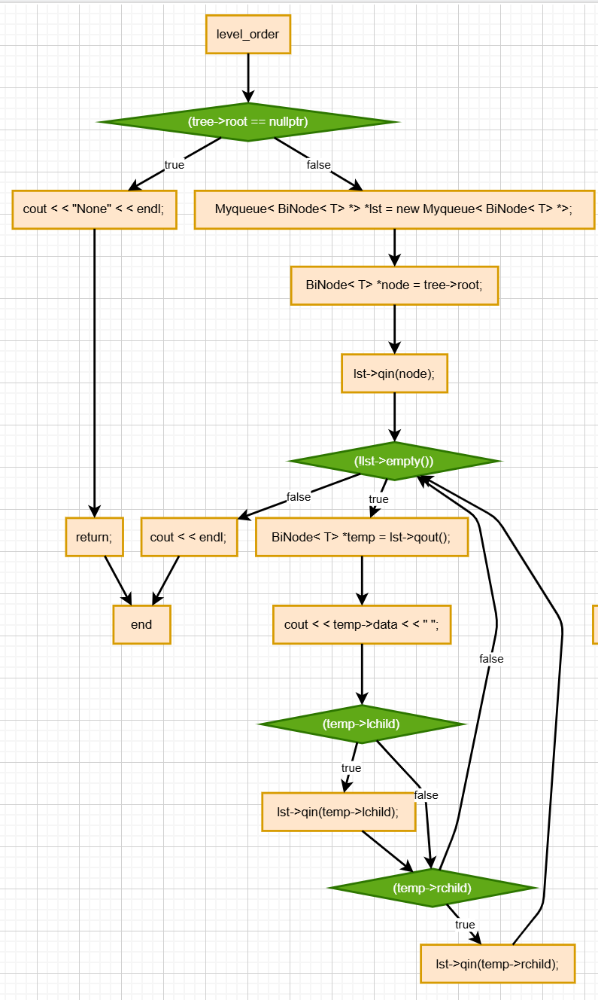 level_order
(tree->root == nullptr)
true
false
cout < < "None" < < endl;
Myqueue< BiNode< T> *> *lst = new Myqueue< BiNode< T> *>;
BiNode< T> *node = tree->root;
lst->qin(node);
(!lst->empty())
false
true
return;
cout < < endl;
BiNode< T> *temp = lst->qout();
end
cout < < temp->data < < " ";
false
(temp->lchild)
true
false
lst->qin(temp->lchild);
(temp->rchild)
true
lst->qin(temp->rchild);